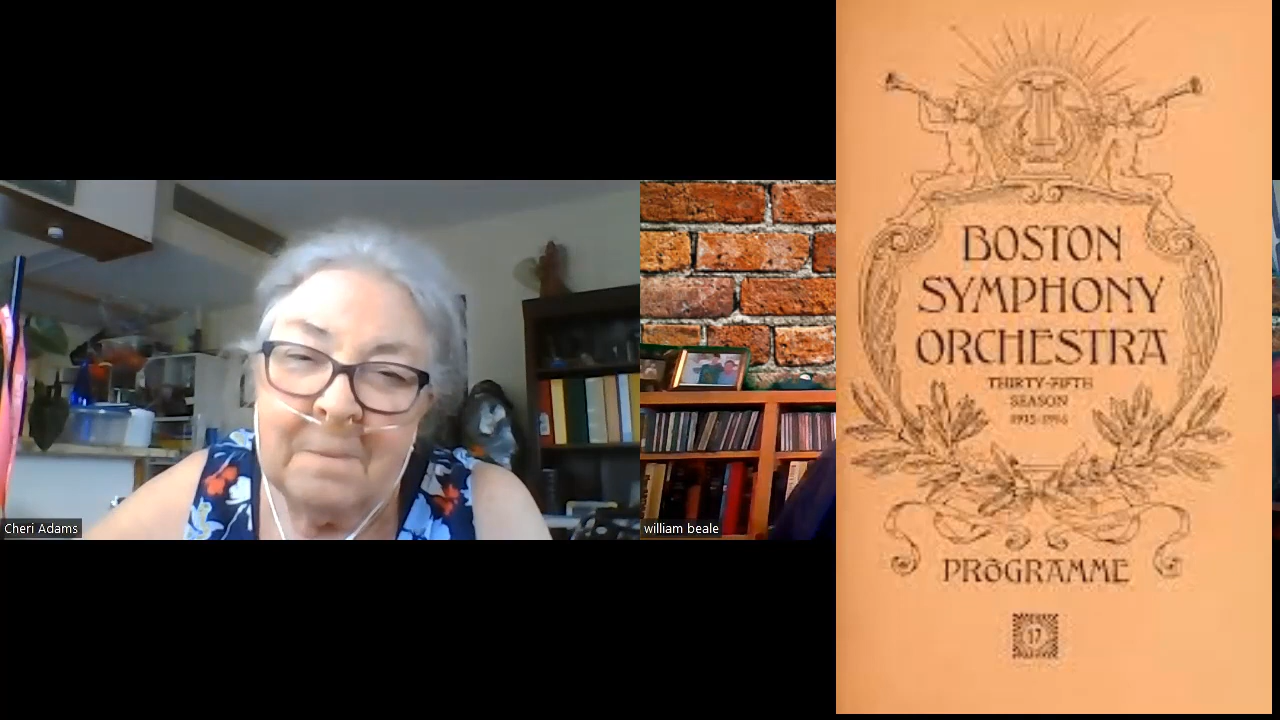 Cheri Adams
william beale
BOSTON
SYMPHONY
ORCHESTRA
THIRTY-FIFTH
SEASON
1915-1916
PROGRAMME
17